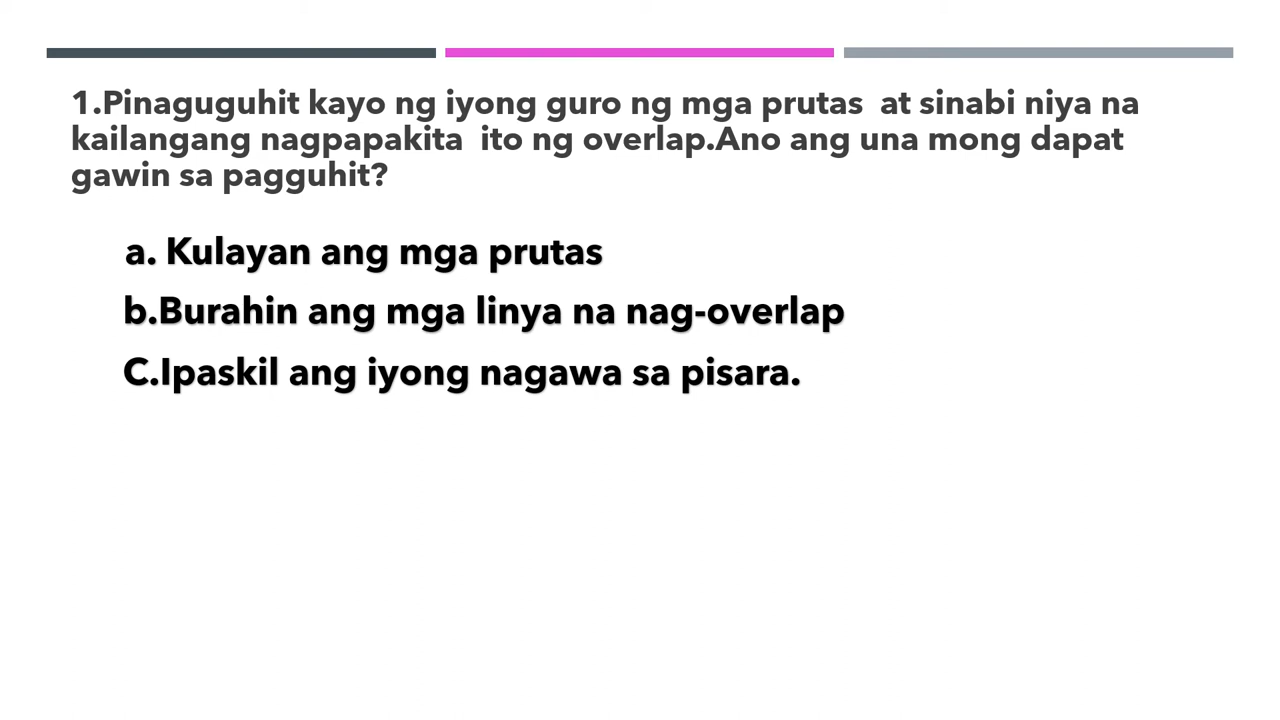 1.Pinaguguhit kayo ng iyong guro ng mga prutas  at sinabi niya na
kailangang nagpapakita  ito ng overlap.Ano ang una mong dapat
gawin sa pagguhit?
a. Kulayan ang mga prutas
b.Burahin ang mga linya na nag-overlap
C.Ipaskil ang iyong nagawa sa pisara.